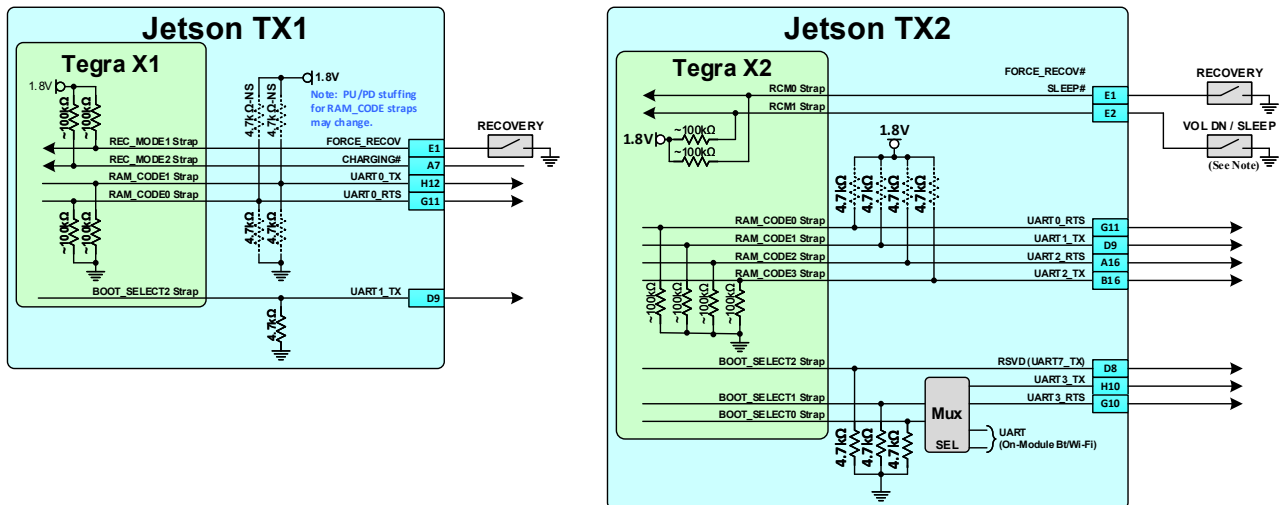 Jetson TX1
Tegra X1
1.8V
~100kΩ
~100kΩ
4.7kΩ-NS
4.7kΩ-NS
1.8V
Note: PU/PD stuffing
for RAM_CODE straps
may change.
RECOVERY
REC_MODE1 Strap
FORCE_RECOV
E1
REC_MODE2 Strap
CHARGING#
A7
RAM_CODE1 Strap
UART0_TX
H12
RAM_CODE0 Strap
UART0_RTS
G11
~100kΩ
~100kΩ
4.7kΩ
4.7kΩ
BOOT_SELECT2 Strap
UART1_TX
D9
4.7kΩ
Jetson TX2
Tegra X2
FORCE_RECOV#
RECOVERY
RCM0 Strap
SLEEP#
E1
RCM1 Strap
E2
1.8V
~100kΩ
~100kΩ
1.8V
VOL DN / SLEEP
(See Note)
4.7kΩ
4.7kΩ
4.7kΩ
4.7kΩ
RAM_CODE0 Strap
UART0_RTS
G11
RAM_CODE1 Strap
UART1_TX
D9
RAM_CODE2 Strap
UART2_RTS
A16
RAM_CODE3 Strap
UART2_TX
B16
~100kΩ
~100kΩ
~100kΩ
~100kΩ
BOOT_SELECT2 Strap
RSVD (UART7_TX)
D8
UART3_TX
H10
BOOT_SELECT1 Strap
UART3_RTS
G10
BOOT_SELECT0 Strap
Mux
SEL
4.7kΩ
4.7kΩ
4.7kΩ
UART
(On-Module Bt/Wi-Fi)